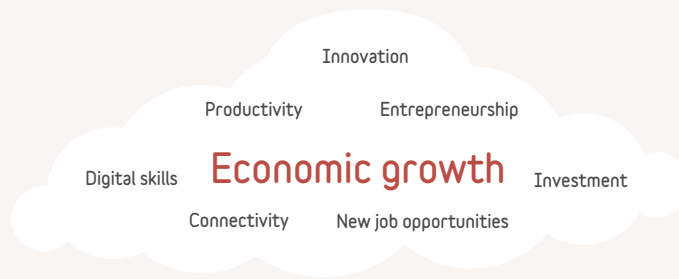 Innovation
Productivity Entrepreneurship
Digital skills Economic growth Investment
Connectivity New job opportunities